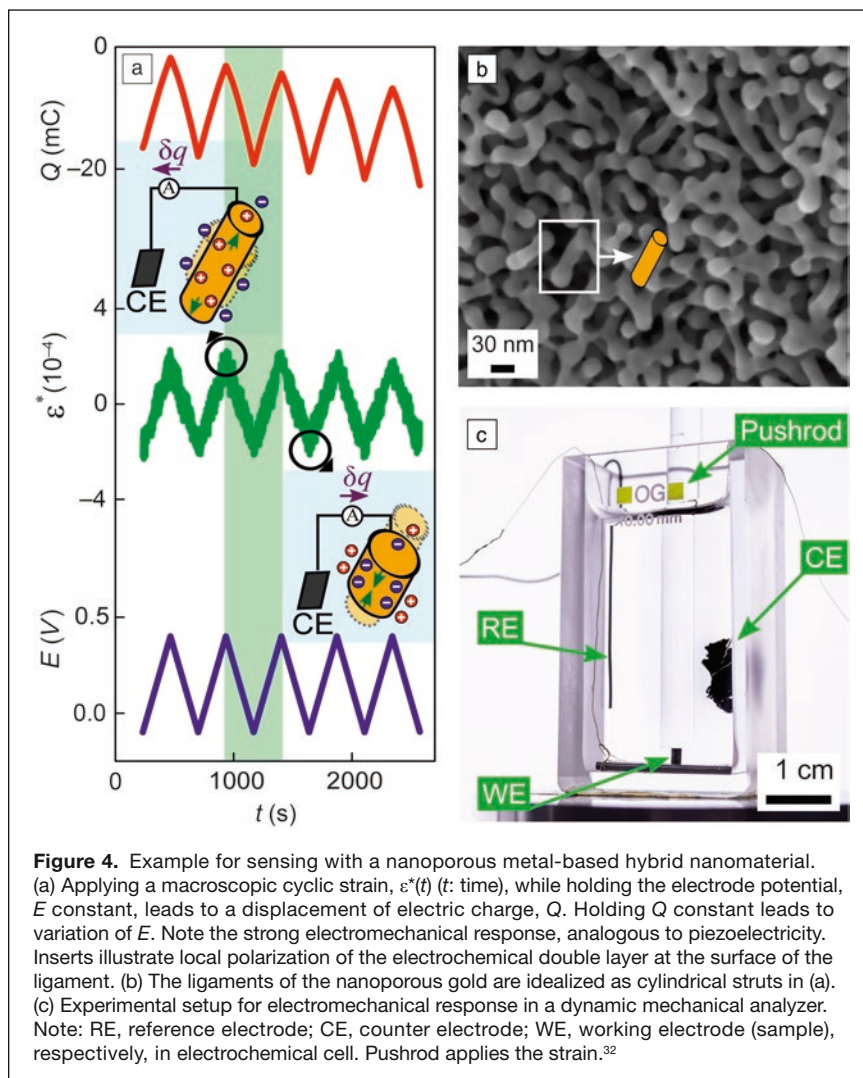 a
0
-20
Q (mC)
δq
A
CE
4
0
-4
ε* (10⁻⁴)
δq
A
CE
0.5
0.0
E (V)
0
1000
2000
t (s)
b
30 nm
c
Pushrod
OG
10.00 mm
CE
RE
WE
1 cm
Figure 4. Example for sensing with a nanoporous metal-based hybrid nanomaterial.
(a) Applying a macroscopic cyclic strain, ε*(t) (t: time), while holding the electrode potential,
E constant, leads to a displacement of electric charge, Q. Holding Q constant leads to
variation of E. Note the strong electromechanical response, analogous to piezoelectricity.
Inserts illustrate local polarization of the electrochemical double layer at the surface of the
ligament. (b) The ligaments of the nanoporous gold are idealized as cylindrical struts in (a).
(c) Experimental setup for electromechanical response in a dynamic mechanical analyzer.
Note: RE, reference electrode; CE, counter electrode; WE, working electrode (sample),
respectively, in electrochemical cell. Pushrod applies the strain.³²